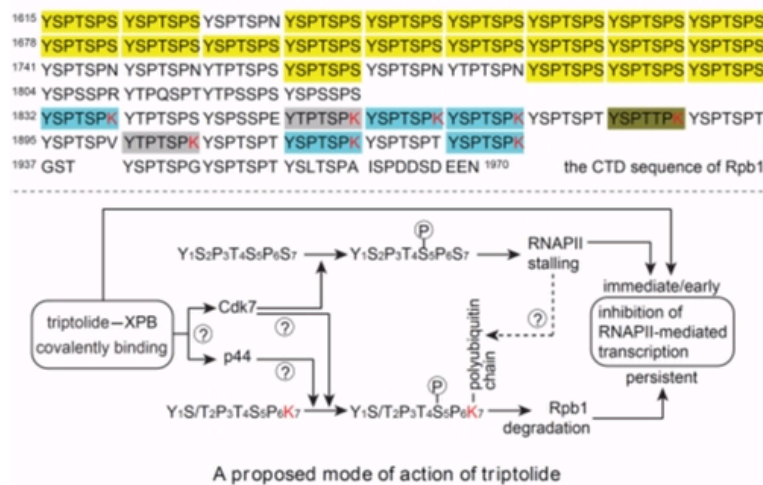 1615 YSPTSPS YSPTSPS YSPTSPN YSPTSPS YSPTSPS YSPTSPS YSPTSPS YSPTSPS YSPTSPS
1678 YSPTSPS YSPTSPS YSPTSPS YSPTSPS YSPTSPS YSPTSPS YSPTSPS YSPTSPS YSPTSPS
1741 YSPTSPN YSPTSPN YTPTSPS YSPTSPS YSPTSPN YTPTSPN YSPTSPS YSPTSPS YSPTSPS
1804 YSPSSPR YTPQSPT YTPSSPS YSPSSPS
1832 YSPTSPK YTPTSPS YSPSSPE YTPTSPK YSPTSPK YSPTSPK YSPTSPT YSPTTPK YSPTSPT
1895 YSPTSPV YTPTSPK YSPTSPT YSPTSPK YSPTSPT YSPTSPK
1937 GST YSPTSPG YSPTSPT YSLTSPA ISPDDSD EEN 1970 the CTD sequence of Rpb1
triptolide–XPB
covalently binding
?
Cdk7
?
p44
?
Y1S2P3T4S5P6S7
P
Y1S2P3T4S5P6S7
RNAPII
stalling
?
polyubiquitin
chain
Y1S/T2P3T4S5P6K7
P
Y1S/T2P3T4S5P6K7
Rpb1
degradation
immediate/early
inhibition of
RNAPII-mediated
transcription
persistent
A proposed mode of action of triptolide